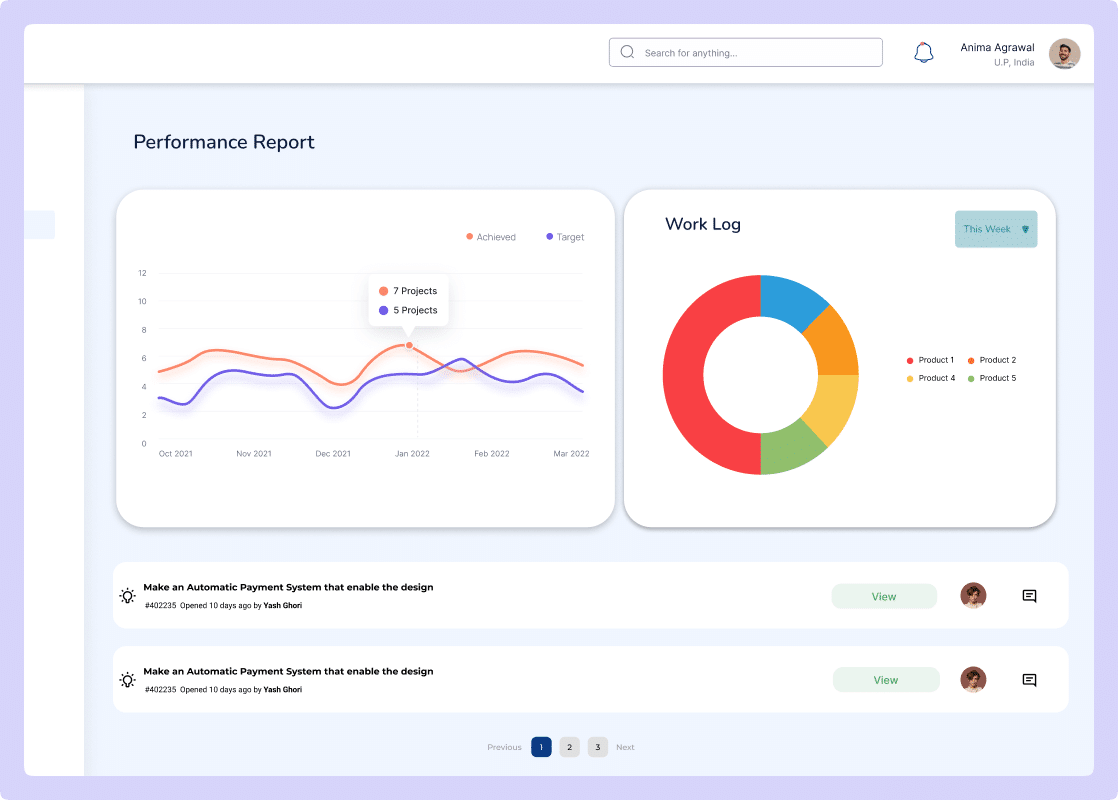 Search for anything...
Anima Agrawal
U.P, India
Performance Report
Achieved
Target
12
10
8
6
4
2
0
7 Projects
5 Projects
Oct 2021
Nov 2021
Dec 2021
Jan 2022
Feb 2022
Mar 2022
Work Log
This Week
Product 1
Product 2
Product 4
Product 5
Make an Automatic Payment System that enable the design
#402235 Opened 10 days ago by Yash Ghori
View
Make an Automatic Payment System that enable the design
#402235 Opened 10 days ago by Yash Ghori
View
Previous 1 2 3 Next